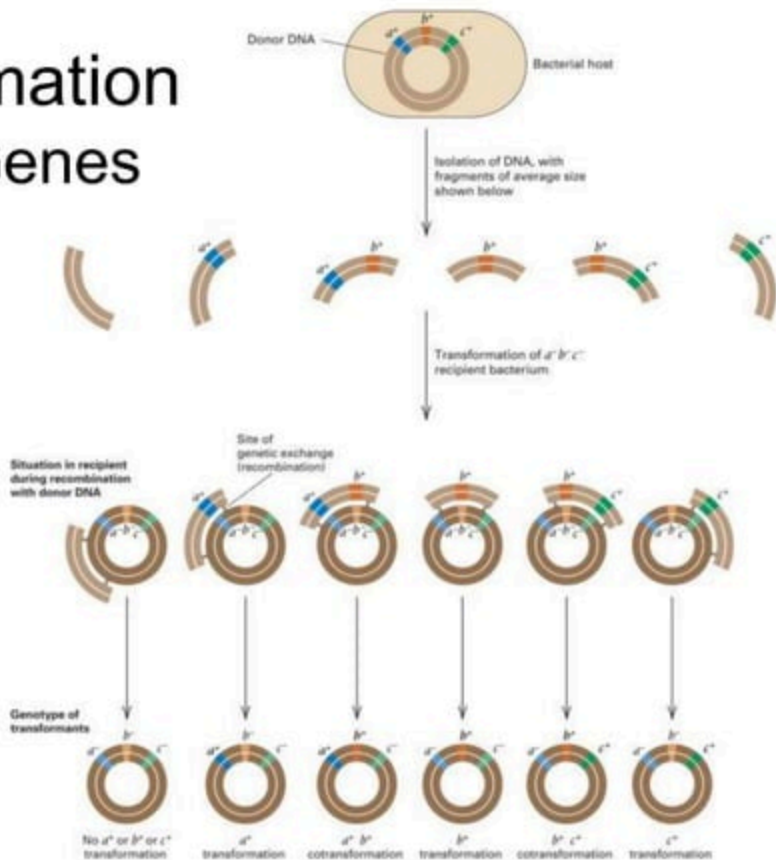 mation
enes
Donor DNA
a⁺
b⁺
c⁺
Bacterial host
Isolation of DNA, with
fragments of average size
shown below
a⁺
a⁺
b⁺
b⁺
b⁺
c⁺
c⁺
Transformation of a⁻ b⁻ c⁻
recipient bacterium
Situation in recipient
during recombination
with donor DNA
Site of
genetic exchange
(recombination)
a⁺
a⁺
b⁺
b⁺
b⁺
c⁺
c⁺
a⁻ b⁻ c⁻
a⁻ b⁻ c⁻
a⁻ b⁻ c⁻
a⁻ b⁻ c⁻
a⁻ b⁻ c⁻
a⁻ b⁻ c⁻
Genotype of
transformants
a⁻ b⁻ c⁻
a⁺ b⁻ c⁻
a⁺ b⁺ c⁻
a⁻ b⁺ c⁻
a⁻ b⁺ c⁺
a⁻ b⁻ c⁺
No a⁺ or b⁺ or c⁺
transformation
a⁺
transformation
a⁺ b⁺
cotransformation
b⁺
transformation
b⁺ c⁺
cotransformation
c⁺
transformation